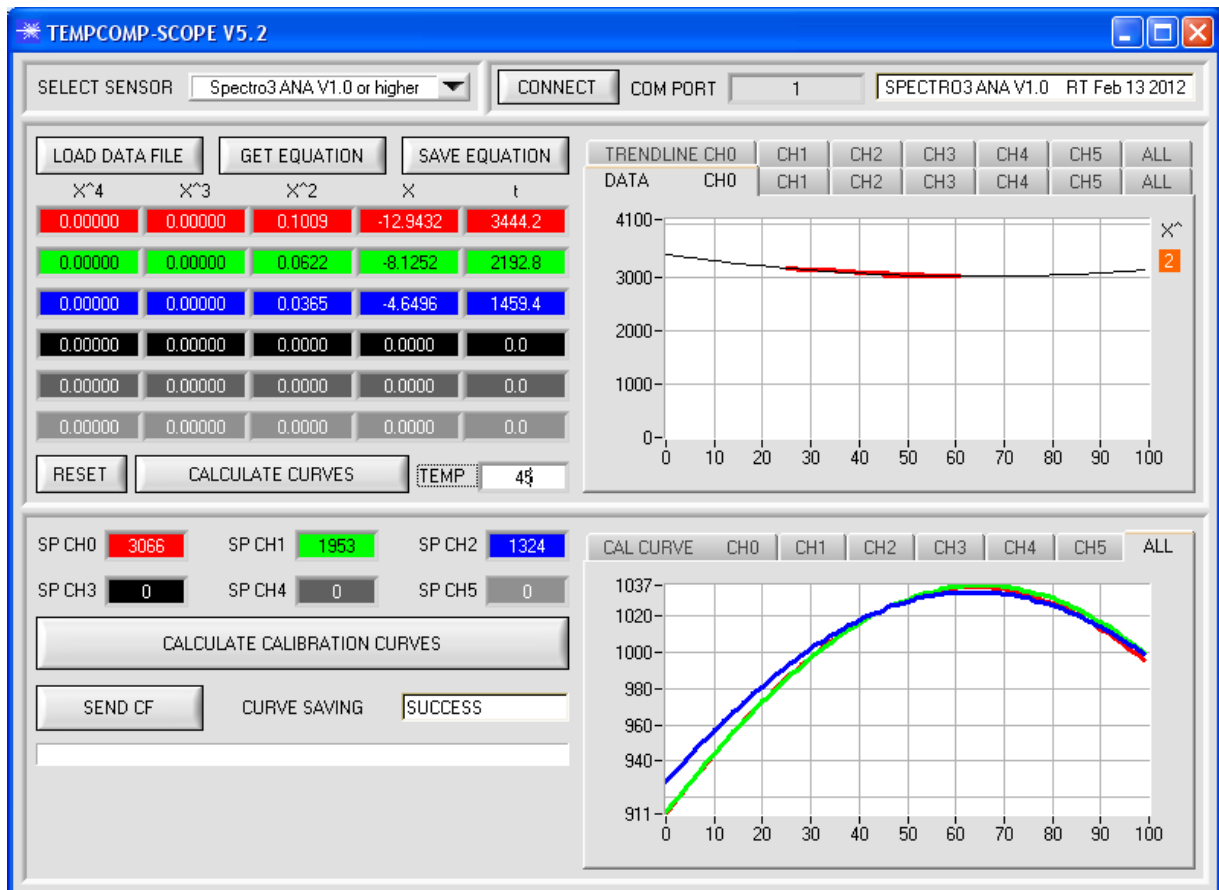 TEMPCOMP-SCOPE V5.2
SELECT SENSOR Spectro3 ANA V1.0 or higher CONNECT COM PORT 1 SPECTRO3 ANA V1.0 RT Feb 13 2012
LOAD DATA FILE GET EQUATION SAVE EQUATION
X^4 X^3 X^2 X t
0.00000 0.00000 0.1009 -12.9432 3444.2
0.00000 0.00000 0.0622 -8.1252 2192.8
0.00000 0.00000 0.0365 -4.6496 1459.4
0.00000 0.00000 0.0000 0.0000 0.0
0.00000 0.00000 0.0000 0.0000 0.0
0.00000 0.00000 0.0000 0.0000 0.0
RESET CALCULATE CURVES TEMP 45
TRENDLINE CH0 CH1 CH2 CH3 CH4 CH5 ALL
DATA CH0 CH1 CH2 CH3 CH4 CH5 ALL
4100
3000
2000
1000
0
0 10 20 30 40 50 60 70 80 90 100
X^
2
SP CH0 3066 SP CH1 1953 SP CH2 1324
SP CH3 0 SP CH4 0 SP CH5 0
CALCULATE CALIBRATION CURVES
SEND CF CURVE SAVING SUCCESS
CAL CURVE CH0 CH1 CH2 CH3 CH4 CH5 ALL
1037
1020
1000
980
960
940
911
0 10 20 30 40 50 60 70 80 90 100